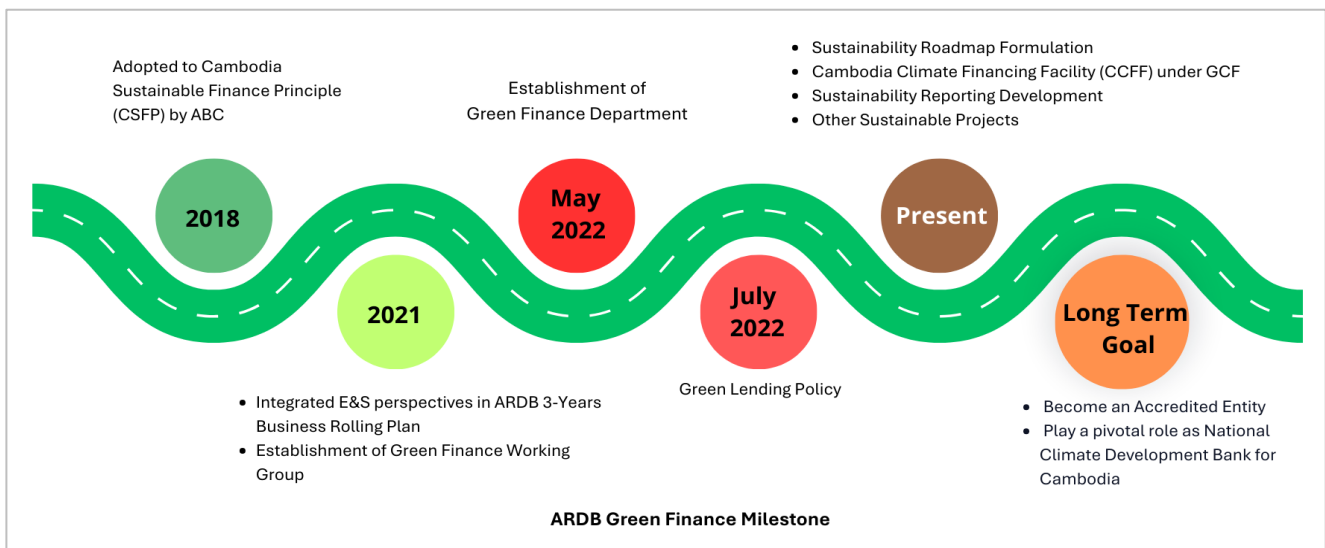 Adopted to Cambodia
Sustainable Finance Principle
(CSFP) by ABC
2018
2021
• Integrated E&S perspectives in ARDB 3-Years
Business Rolling Plan
• Establishment of Green Finance Working
Group
Establishment of
Green Finance Department
May
2022
July
2022
Green Lending Policy
• Sustainability Roadmap Formulation
• Cambodia Climate Financing Facility (CCFF) under GCF
• Sustainability Reporting Development
• Other Sustainable Projects
Present
Long Term
Goal
• Become an Accredited Entity
• Play a pivotal role as National
Climate Development Bank for
Cambodia
ARDB Green Finance Milestone